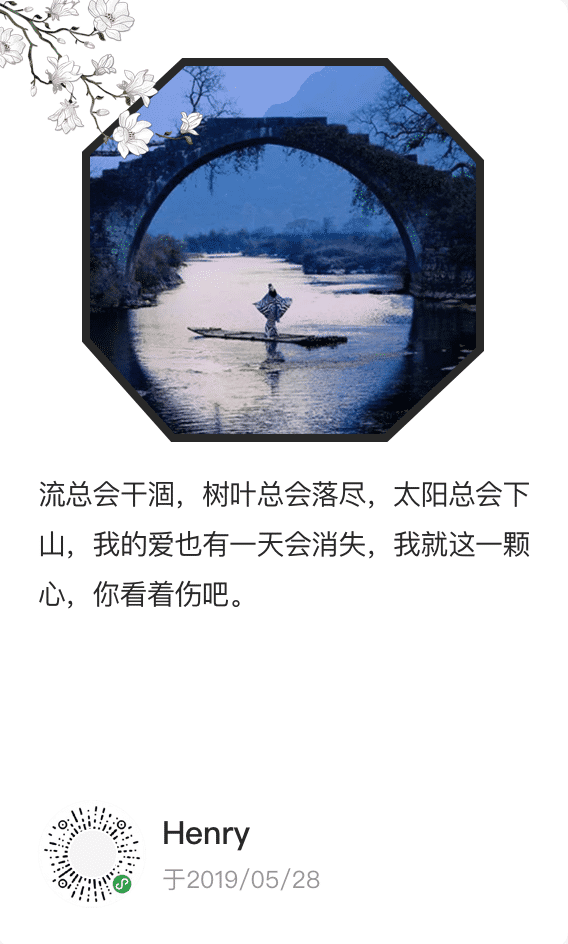 流总会干涸，树叶总会落尽，太阳总会下
山，我的爱也有一天会消失，我就这一颗
心，你看着伤吧。
Henry
于2019/05/28